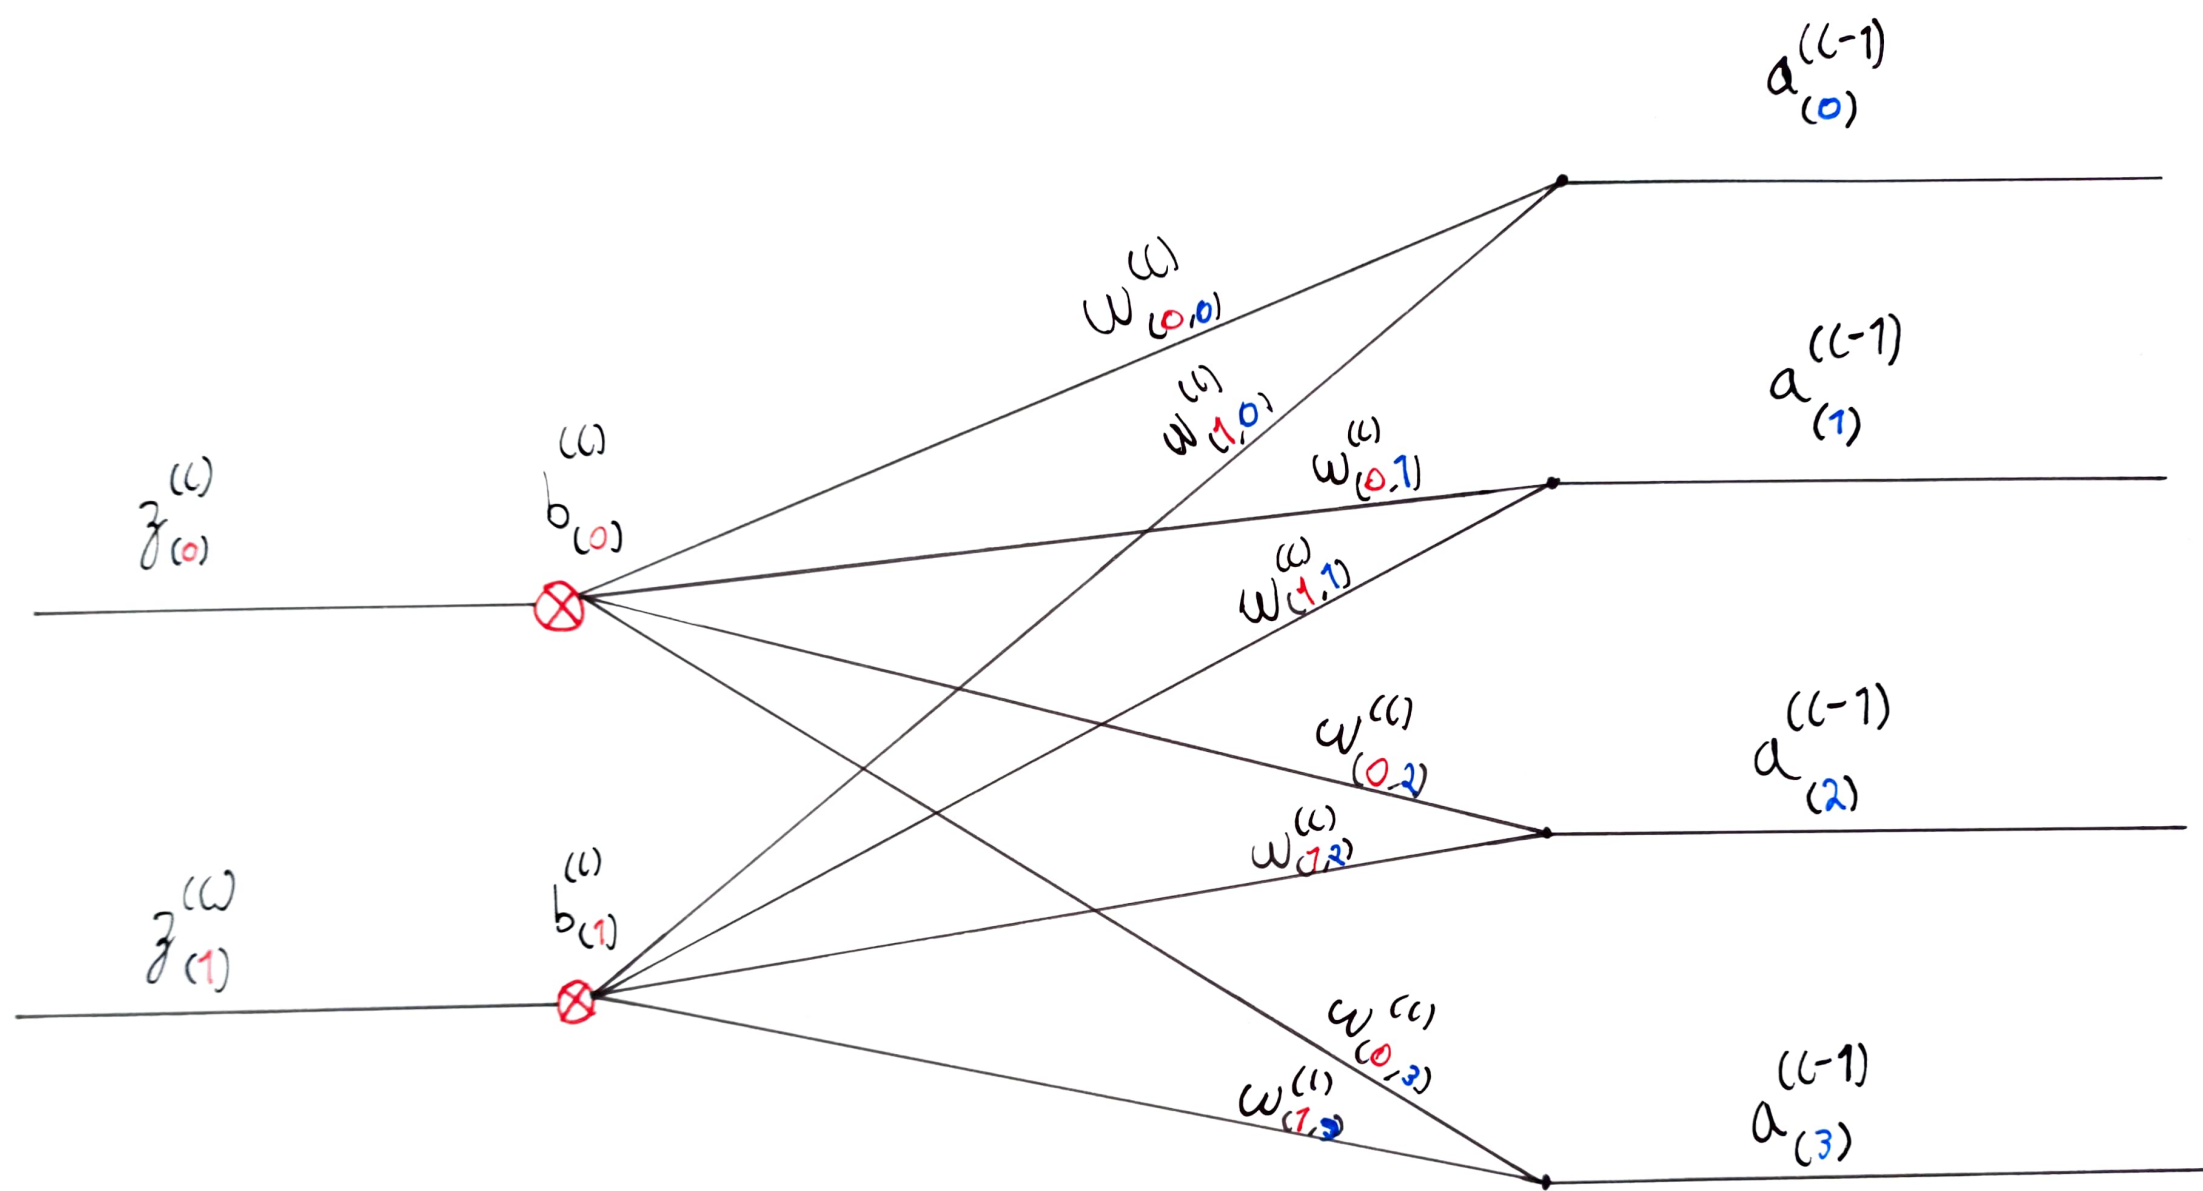 a^{(l-1)}_{(0)}
w^{(l)}_{(0,0)}
a^{(l-1)}_{(1)}
w^{(l)}_{(1,0)}
w^{(l)}_{(0,1)}
b^{(l)}_{(0)}
z^{(l)}_{(0)}
w^{(l)}_{(1,1)}
a^{(l-1)}_{(2)}
w^{(l)}_{(0,2)}
w^{(l)}_{(1,2)}
b^{(l)}_{(1)}
z^{(l)}_{(1)}
w^{(l)}_{(0,3)}
a^{(l-1)}_{(3)}
w^{(l)}_{(1,3)}